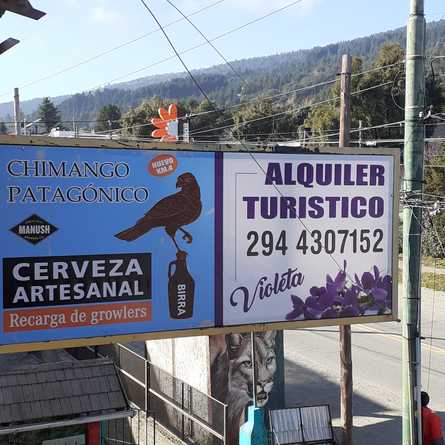 CHIMANGO
PATAGÓNICO
NUEVO
KM.4
MANUSH
CERVEZA
ARTESANAL
Recarga de growlers
BIRRA
ALQUILER
TURISTICO
294 4307152
Violeta